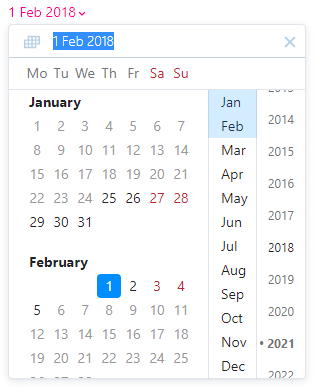 1 Feb 2018
1 Feb 2018
Mo Tu We Th Fr Sa Su
January
1 2 3 4 5 6 7
8 9 10 11 12 13 14
15 16 17 18 19 20 21
22 23 24 25 26 27 28
29 30 31
February
1 2 3 4
5 6 7 8 9 10 11
12 13 14 15 16 17 18
19 20 21 22 23 24 25
Jan
Feb
Mar
Apr
May
Jun
Jul
Aug
Sep
Oct
Nov
Dec
2013
2014
2015
2016
2017
2018
2019
2020
• 2021
2022